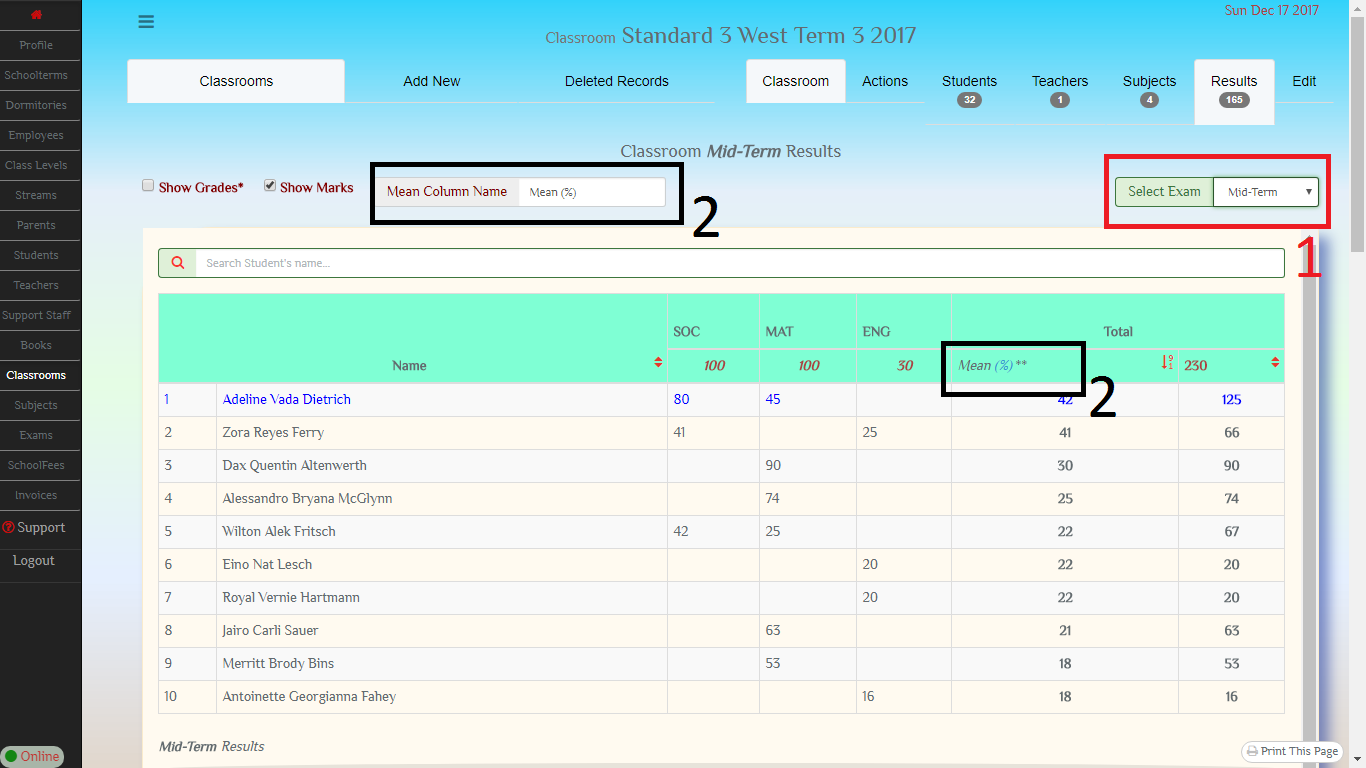 Sun Dec 17 2017
Classroom Standard 3 West Term 3 2017
Profile
Schoolterms
Dormitories
Employees
Class Levels
Streams
Parents
Students
Teachers
Support Staff
Books
Classrooms
Subjects
Exams
SchoolFees
Invoices
Support
Logout
Online
Classrooms Add New Deleted Records Classroom Actions Students Teachers Subjects Results Edit
32 1 4 165
Classroom Mid-Term Results
Show Grades* Show Marks Mean Column Name Mean (%) 2 Select Exam Mid-Term
1
Search Student's name...
SOC MAT ENG Total
Name 100 100 30 Mean (%) ** 230
2
1 Adeline Vada Dietrich 80 45 42 125
2 Zora Reyes Ferry 41 25 41 66
3 Dax Quentin Altenwerth 90 30 90
4 Alessandro Bryana McGlynn 74 25 74
5 Wilton Alek Fritsch 42 25 22 67
6 Eino Nat Lesch 20 22 20
7 Royal Vernie Hartmann 20 22 20
8 Jairo Carli Sauer 63 21 63
9 Merritt Brody Bins 53 18 53
10 Antoinette Georgianna Fahey 16 18 16
Mid-Term Results
Print This Page